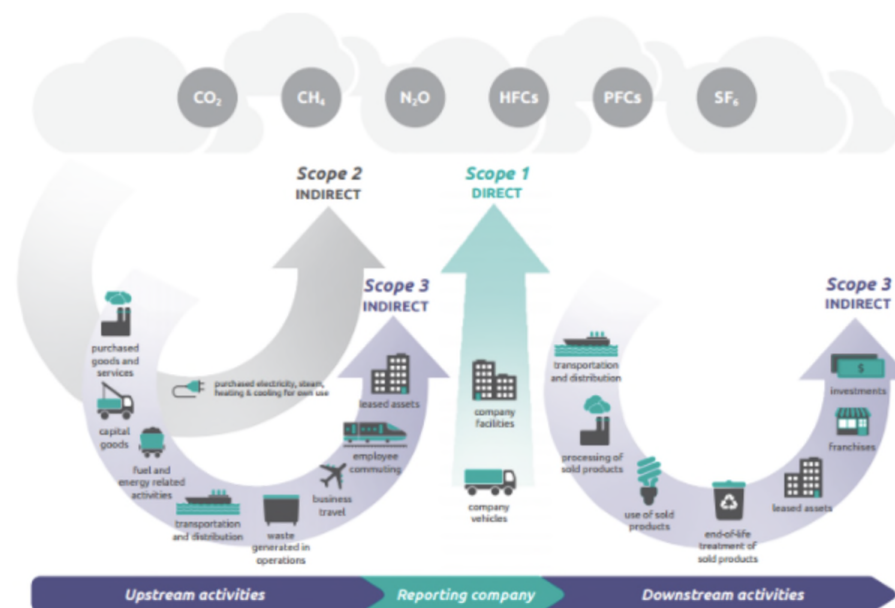 CO₂
CH₄
N₂O
HFCs
PFCs
SF₆
Scope 2
INDIRECT
Scope 1
DIRECT
Scope 3
INDIRECT
Scope 3
INDIRECT
purchased
goods and
services
capital
goods
fuel and
energy related
activities
transportation
and distribution
waste
generated in
operations
business
travel
employee
commuting
leased assets
purchased electricity, steam,
heating & cooling for own use
company
facilities
company
vehicles
transportation
and distribution
processing of
sold products
use of sold
products
end-of-life
treatment of
sold products
leased assets
franchises
$
investments
Upstream activities
Reporting company
Downstream activities